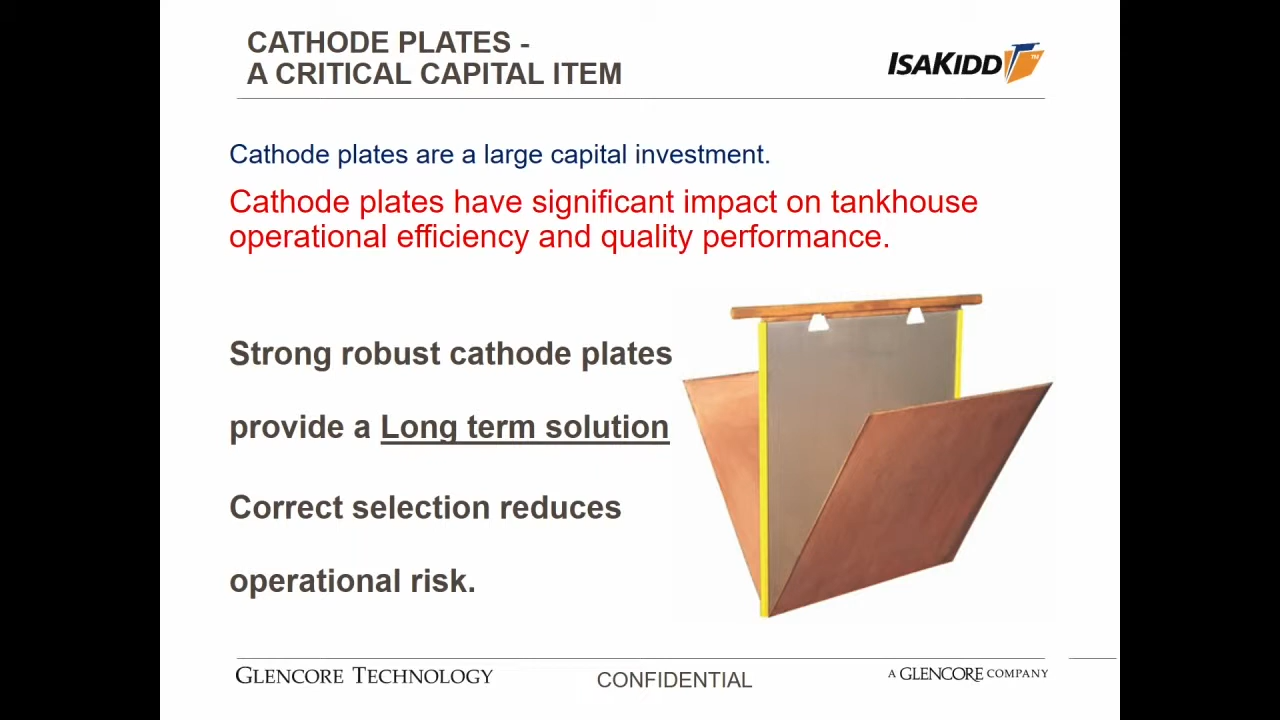 CATHODE PLATES -
A CRITICAL CAPITAL ITEM
ISAKIDD™
Cathode plates are a large capital investment.
Cathode plates have significant impact on tankhouse
operational efficiency and quality performance.
Strong robust cathode plates
provide a Long term solution
Correct selection reduces
operational risk.
GLENCORE TECHNOLOGY
CONFIDENTIAL
A GLENCORE COMPANY